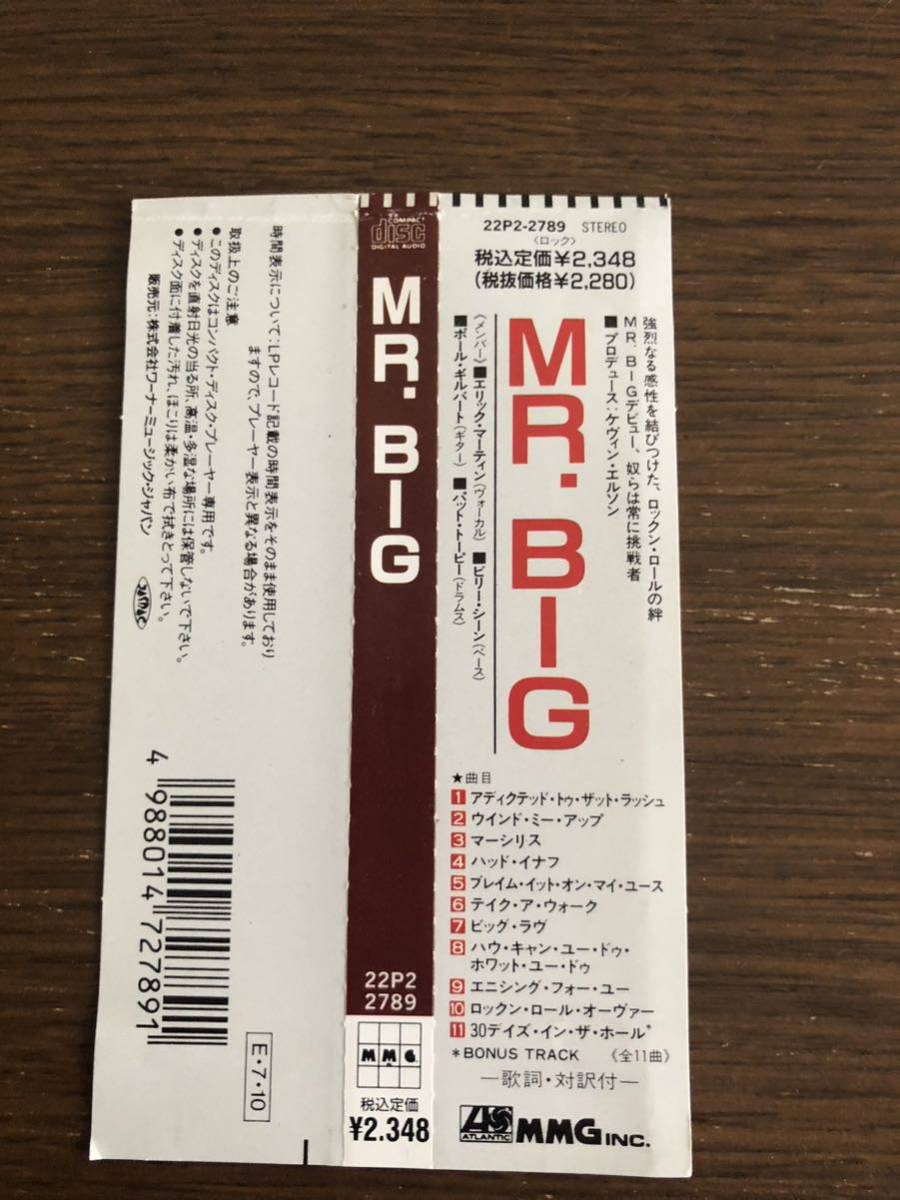 22P2-2789 STEREO
〈ロック〉
税込定価¥2,348
(税抜価格¥2,280)
強烈なる感性を結びつけた、ロックン・ロールの絆
MR. BIGデビュー、奴らは常に挑戦者
■プロデュース:ケヴィン・エルソン
MR. BIG
〈メンバー〉■エリック・マーティン(ヴォーカル) ■ビリー・シーン(ベース)
■ポール・ギルバート(ギター) ■パット・トーピー(ドラムス)
★曲目
1 アディクテッド・トゥ・ザット・ラッシュ
2 ウインド・ミー・アップ
3 マーシリス
4 ハッド・イナフ
5 ブレイム・イット・オン・マイ・ユース
6 テイク・ア・ウォーク
7 ビッグ・ラヴ
8 ハウ・キャン・ユー・ドゥ・
ホワット・ユー・ドゥ
9 エニシング・フォー・ユー
10 ロックン・ロール・オーヴァー
11 30デイズ・イン・ザ・ホール*
*BONUS TRACK 《全11曲》
—歌詞・対訳付—
ATLANTIC MMG INC.
COMPACT
disc
DIGITAL AUDIO
MR. BIG
22P2
2789
M.M.G.
税込定価
¥2.348
時間表示について:LPレコード記載の時間表示をそのまま使用しており
ますので、プレーヤー表示と異なる場合があります。
取扱上のご注意
●このディスクはコンパクト・ディスク・プレーヤー専用です。
●ディスクを直射日光の当る所、高温・多湿な場所には保管しないで下さい。
●ディスク面に付着した汚れ、ほこりは柔かい布で拭きとって下さい。
販売元:株式会社ワーナーミュージック・ジャパン
JASRAC
4 988014 727891
E・7・10